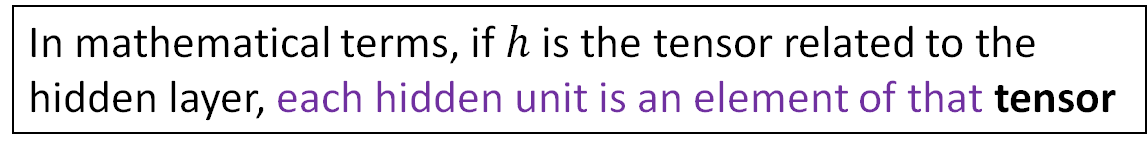 In mathematical terms, if h is the tensor related to the
hidden layer, each hidden unit is an element of that tensor